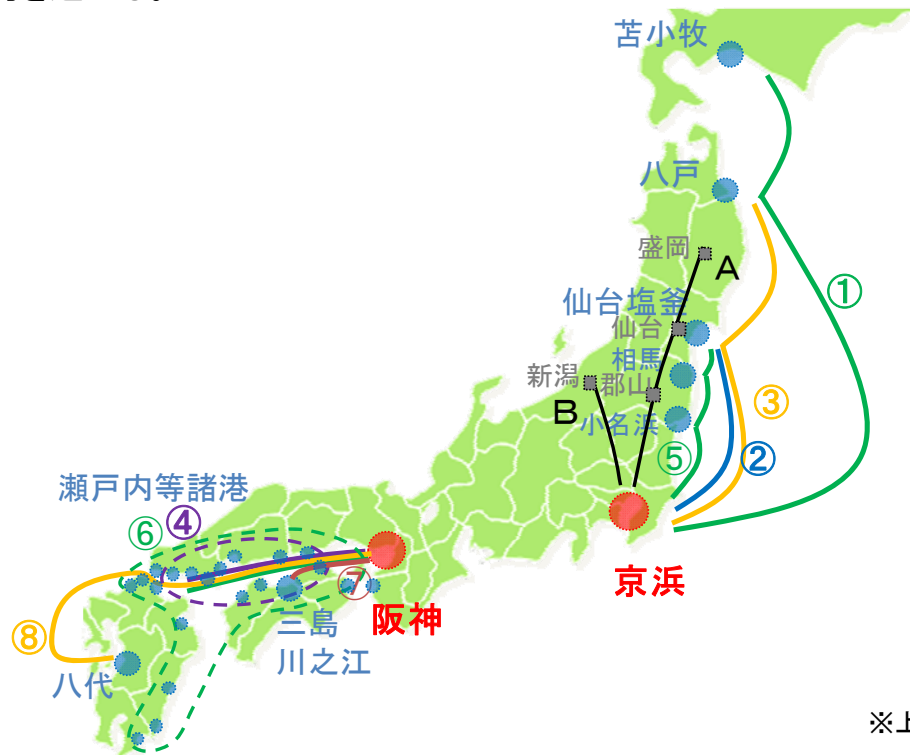 苫小牧
八戸
盛岡
A
①
仙台塩釜
仙台
相馬
新潟
郡山
③
B
小名浜
⑤
②
瀬戸内等諸港
⑥
④
京浜
⑦
阪神
三島
川之江
⑧
八代
※上